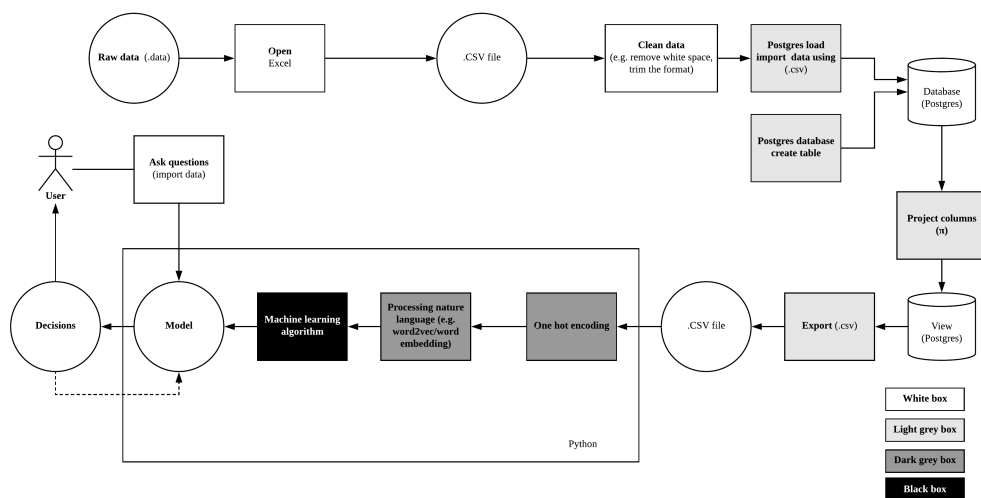 Raw data (.data)
Open
Excel
.CSV file
Clean data
(e.g. remove white space,
trim the format)
Postgres load
import data using
(.csv)
Database
(Postgres)
Postgres database
create table
Ask questions
(import data)
User
Project columns
(π)
Decisions
Model
Machine learning
algorithm
Processing nature
language (e.g.
word2vec/word
embedding)
One hot encoding
.CSV file
Export (.csv)
View
(Postgres)
Python
White box
Light grey box
Dark grey box
Black box